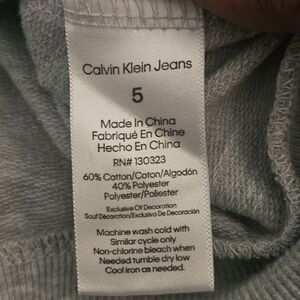 Calvin Klein Jeans
5
Made In China
Fabriqué En Chine
Hecho En China
RN# 130323
60% Cotton/Coton/Algodón
40% Polyester
Polyester/Poliester
Exclusive Of Decoration
Sauf Décoration/Exclusivo De Decoración
Machine wash cold with
Similar cycle only
Non-chlorine bleach when
Needed tumble dry low
Cool iron as needed.